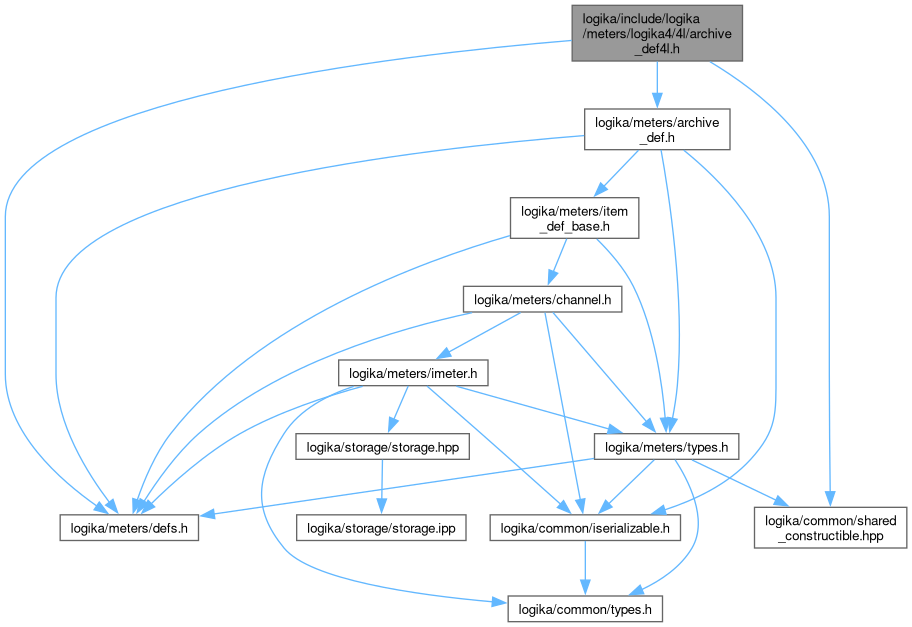 logika/include/logika
/meters/logika4/4l/archive
_def4l.h
logika/meters/archive
_def.h
logika/meters/item
_def_base.h
logika/meters/channel.h
logika/meters/imeter.h
logika/storage/storage.hpp
logika/meters/types.h
logika/meters/defs.h
logika/storage/storage.ipp
logika/common/iserializable.h
logika/common/shared
_constructible.hpp
logika/common/types.h